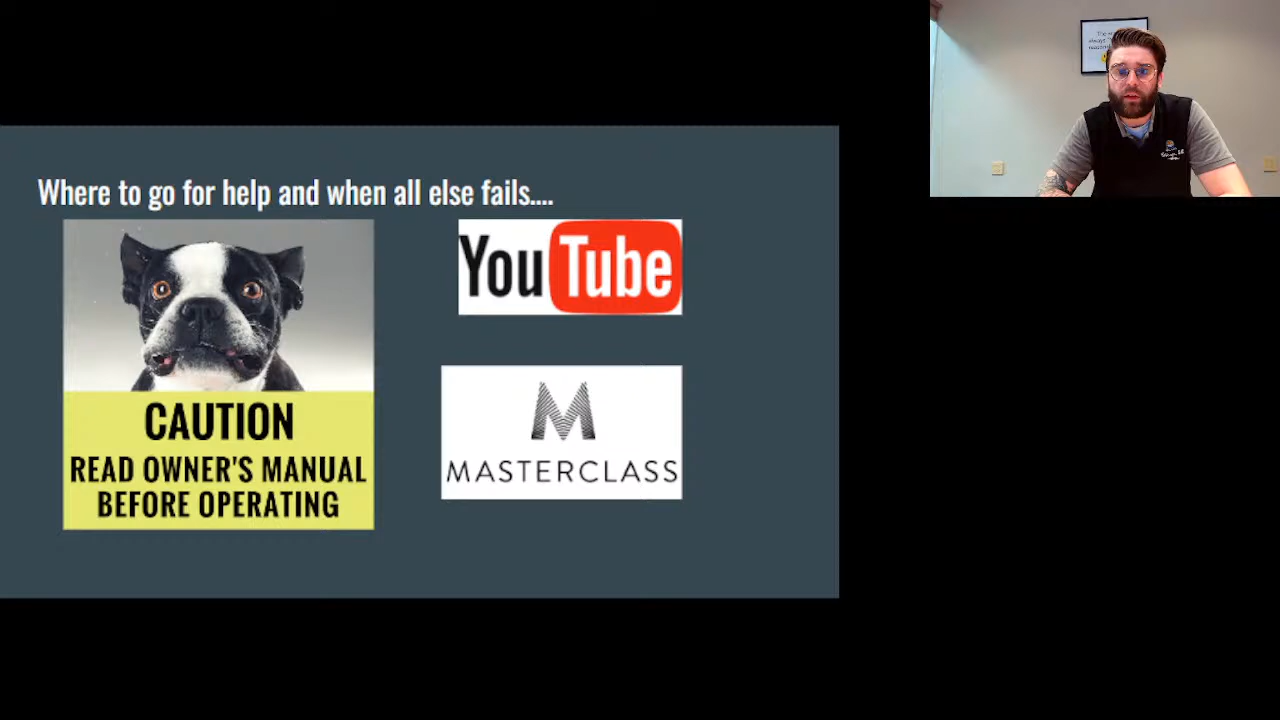 Where to go for help and when all else fails....
YouTube
CAUTION
READ OWNER'S MANUAL
BEFORE OPERATING
M
MASTERCLASS